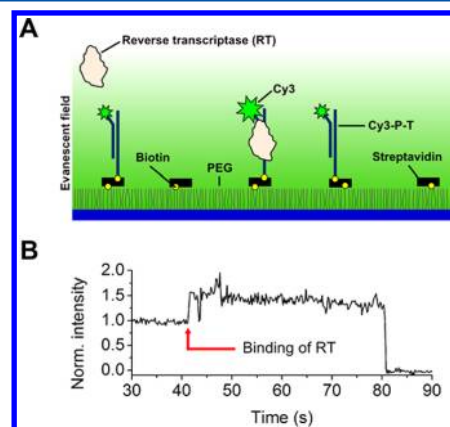 A
Reverse transcriptase (RT)
Evanescent field
Cy3
Cy3-P-T
Biotin
PEG
Streptavidin
B
Norm. intensity
2.0
1.5
1.0
0.5
0.0
Binding of RT
30 40 50 60 70 80 90
Time (s)